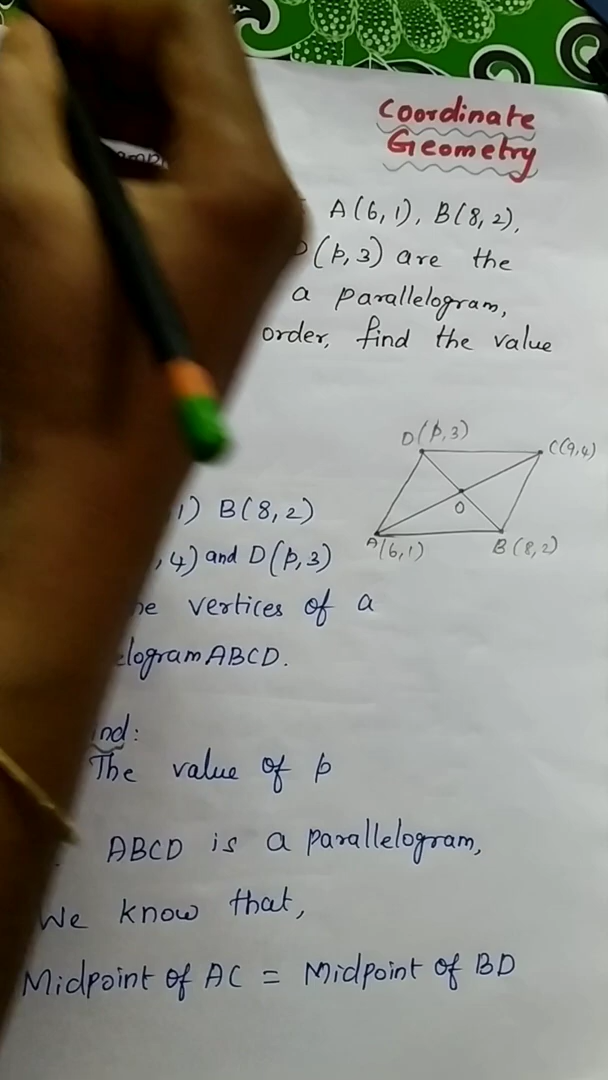 Coordinate
Geometry
A(6,1), B(8,2),
(p,3) are the
a parallelogram,
order, find the value
D(p,3)
C(9,4)
O
A(6,1)
B(8,2)
1) B(8,2)
,4) and D(p,3)
vertices of a
ABCD.
The value of p
ABCD is a parallelogram,
We know that,
Midpoint of AC = Midpoint of BD